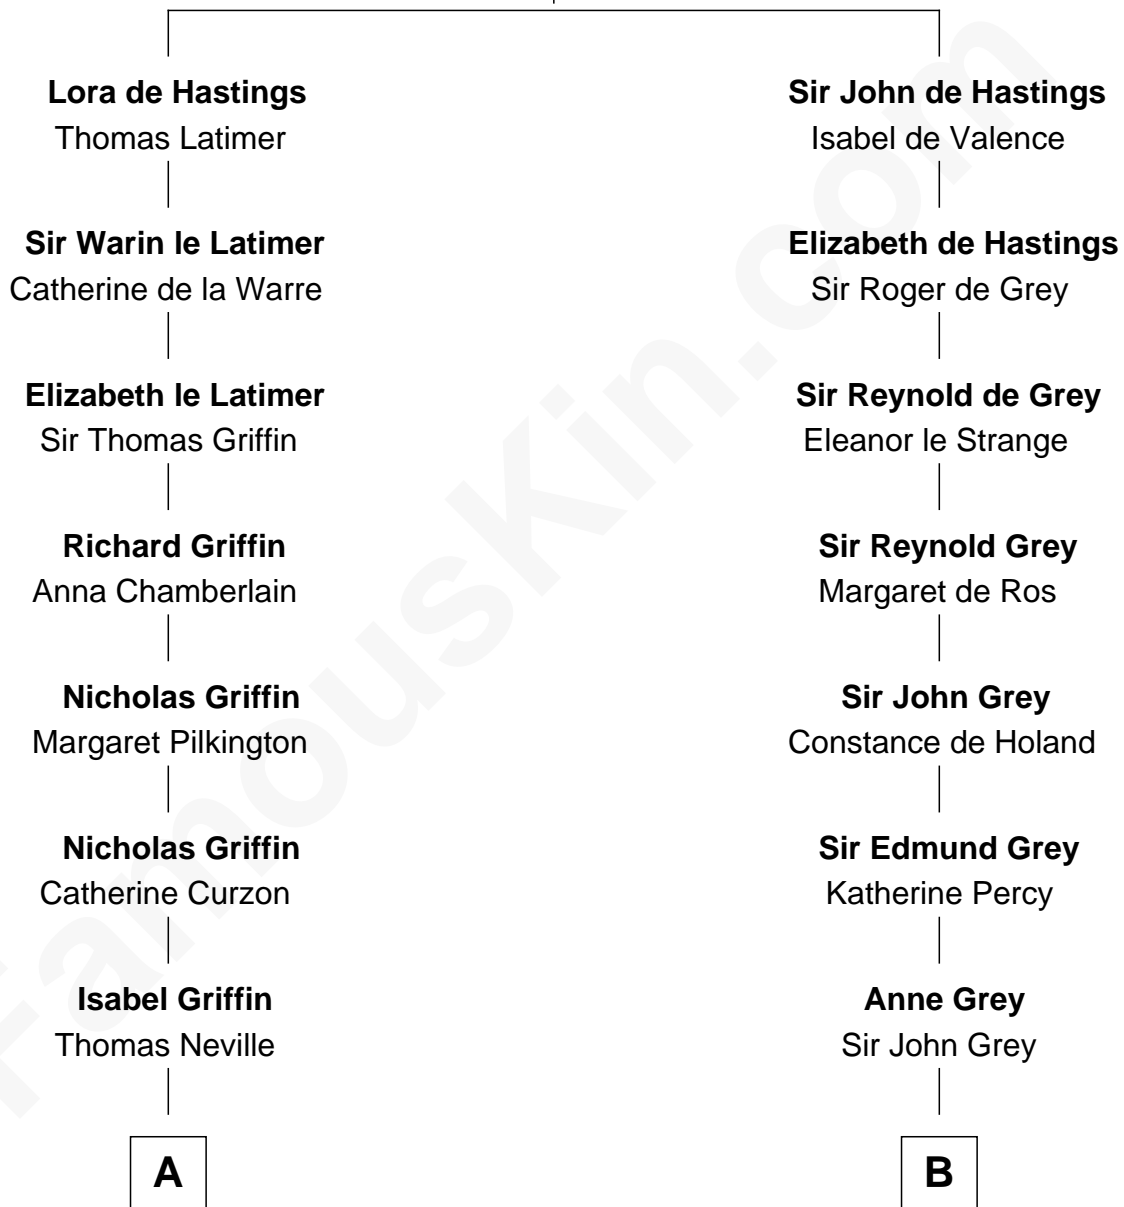 Lora de Hastings
Thomas Latimer
Sir Warin le Latimer
Catherine de la Warre
Elizabeth le Latimer
Sir Thomas Griffin
Richard Griffin
Anna Chamberlain
Nicholas Griffin
Margaret Pilkington
Nicholas Griffin
Catherine Curzon
Isabel Griffin
Thomas Neville
A
Sir John de Hastings
Isabel de Valence
Elizabeth de Hastings
Sir Roger de Grey
Sir Reynold de Grey
Eleanor le Strange
Sir Reynold Grey
Margaret de Ros
Sir John Grey
Constance de Holand
Sir Edmund Grey
Katherine Percy
Anne Grey
Sir John Grey
B
FamousKin.com